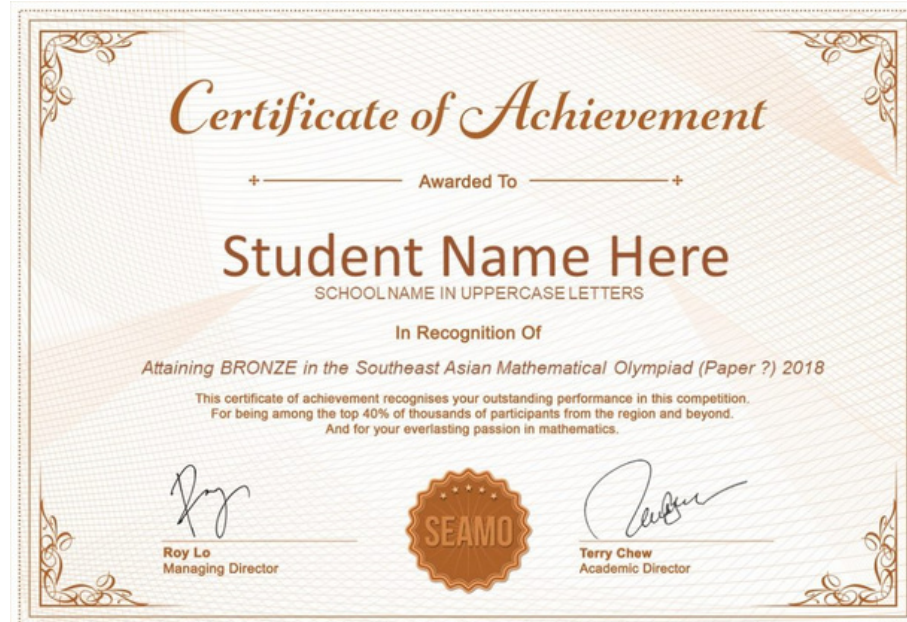 Certificate of Achievement
Awarded To
Student Name Here
SCHOOL NAME IN UPPERCASE LETTERS
In Recognition Of
Attaining BRONZE in the Southeast Asian Mathematical Olympiad (Paper ?) 2018
This certificate of achievement recognises your outstanding performance in this competition.
For being among the top 40% of thousands of participants from the region and beyond.
And for your everlasting passion in mathematics.
SEAMO
Roy Lo
Managing Director
Terry Chew
Academic Director